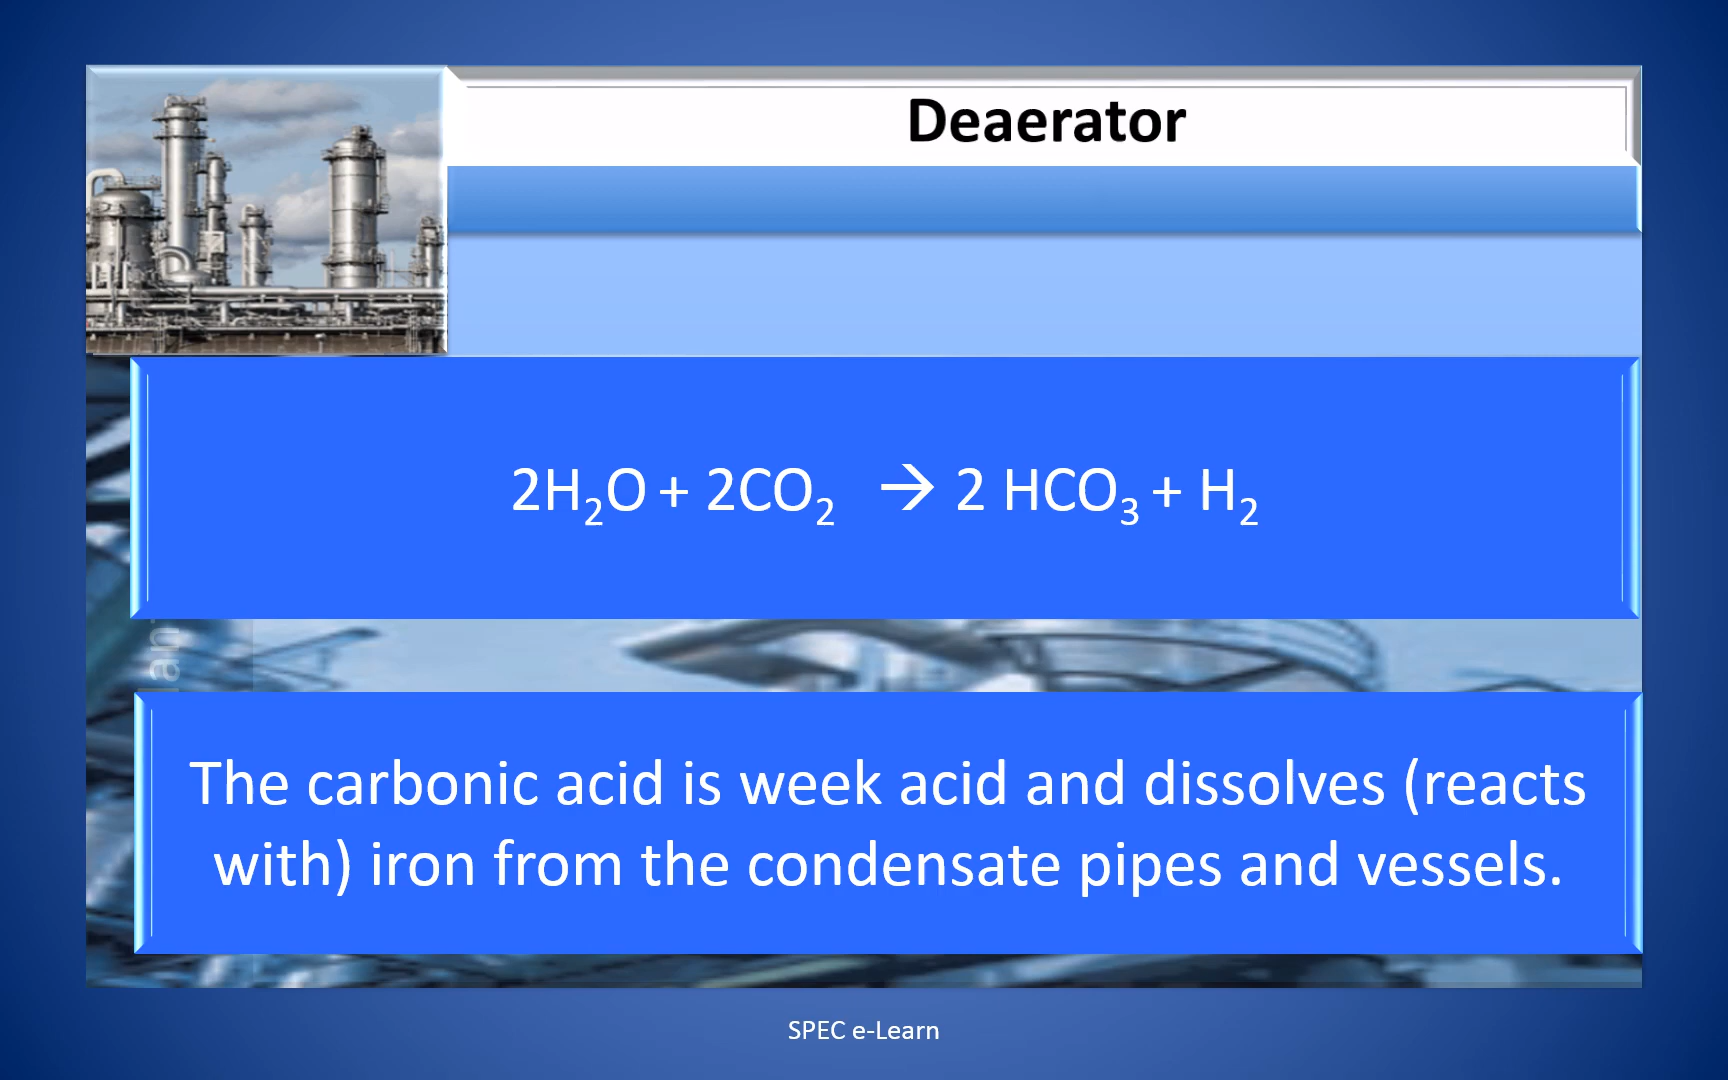 Deaerator
2H₂O + 2CO₂ → 2 HCO₃ + H₂
lan
The carbonic acid is week acid and dissolves (reacts
with) iron from the condensate pipes and vessels.
SPEC e-Learn